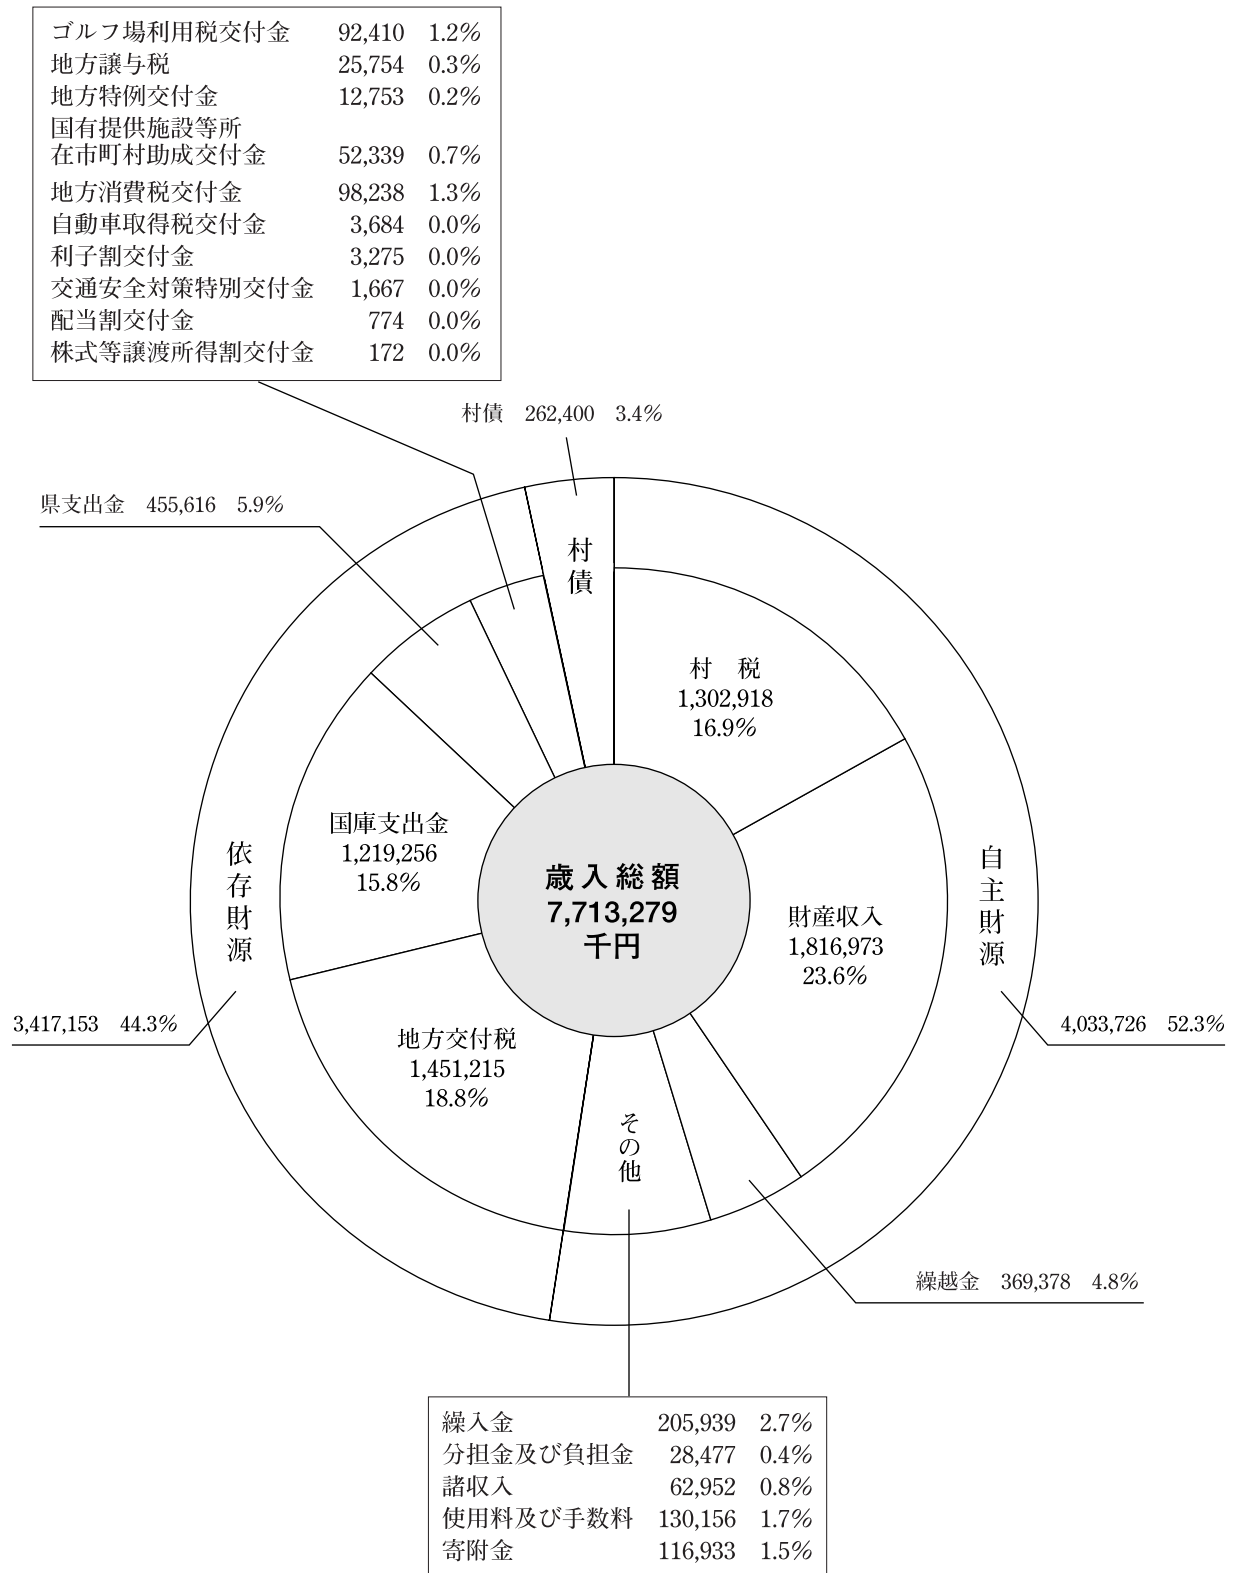 ゴルフ場利用税交付金 92,410 1.2%
地方譲与税 25,754 0.3%
地方特例交付金 12,753 0.2%
国有提供施設等所
在市町村助成交付金 52,339 0.7%
地方消費税交付金 98,238 1.3%
自動車取得税交付金 3,684 0.0%
利子割交付金 3,275 0.0%
交通安全対策特別交付金 1,667 0.0%
配当割交付金 774 0.0%
株式等譲渡所得割交付金 172 0.0%
村債 262,400 3.4%
県支出金 455,616 5.9%
村債
村 税
1,302,918
16.9%
国庫支出金
1,219,256
15.8%
依存財源
歳入総額
7,713,279
千円
自主財源
財産収入
1,816,973
23.6%
3,417,153 44.3%
4,033,726 52.3%
地方交付税
1,451,215
18.8%
その他
繰越金 369,378 4.8%
繰入金 205,939 2.7%
分担金及び負担金 28,477 0.4%
諸収入 62,952 0.8%
使用料及び手数料 130,156 1.7%
寄附金 116,933 1.5%